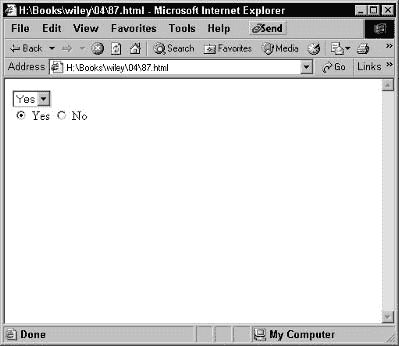 H:\Books\wiley\04\87.html - Microsoft Internet Explorer
File Edit View Favorites Tools Help Send
Back Search Favorites Media »
Address H:\Books\wiley\04\87.html Go Links »
Yes
Yes No
Done My Computer